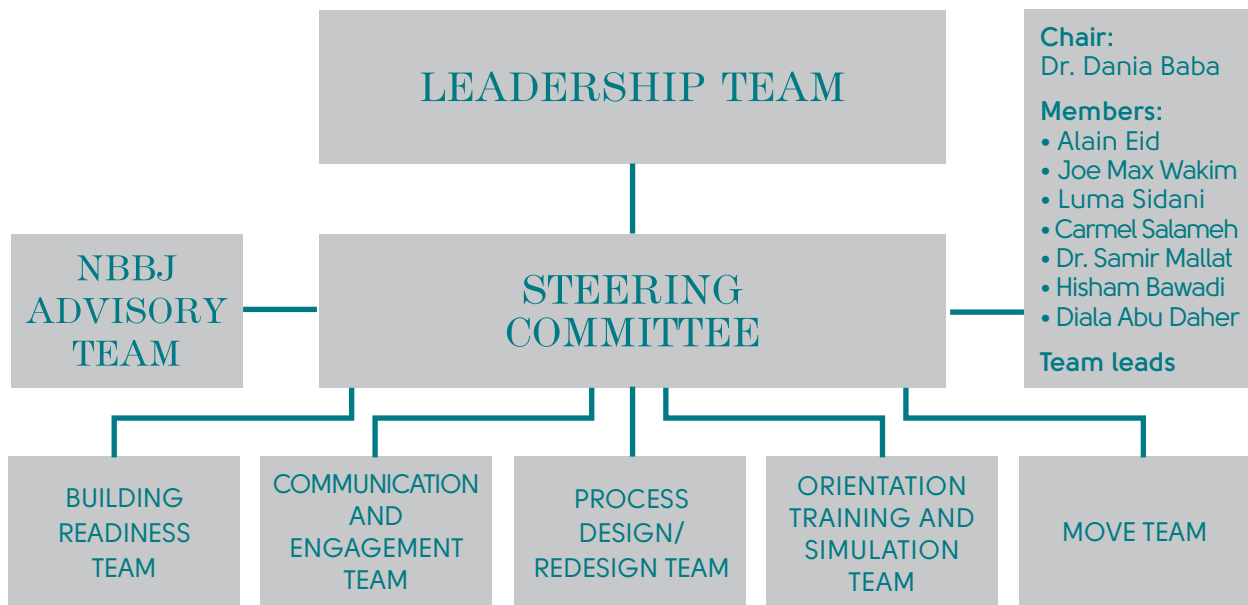 LEADERSHIP TEAM
Chair:
Dr. Dania Baba
Members:
• Alain Eid
• Joe Max Wakim
• Luma Sidani
• Carmel Salameh
• Dr. Samir Mallat
• Hisham Bawadi
• Diala Abu Daher
Team leads
NBBJ
ADVISORY
TEAM
STEERING
COMMITTEE
BUILDING
READINESS
TEAM
COMMUNICATION
AND
ENGAGEMENT
TEAM
PROCESS
DESIGN/
REDESIGN TEAM
ORIENTATION
TRAINING AND
SIMULATION
TEAM
MOVE TEAM